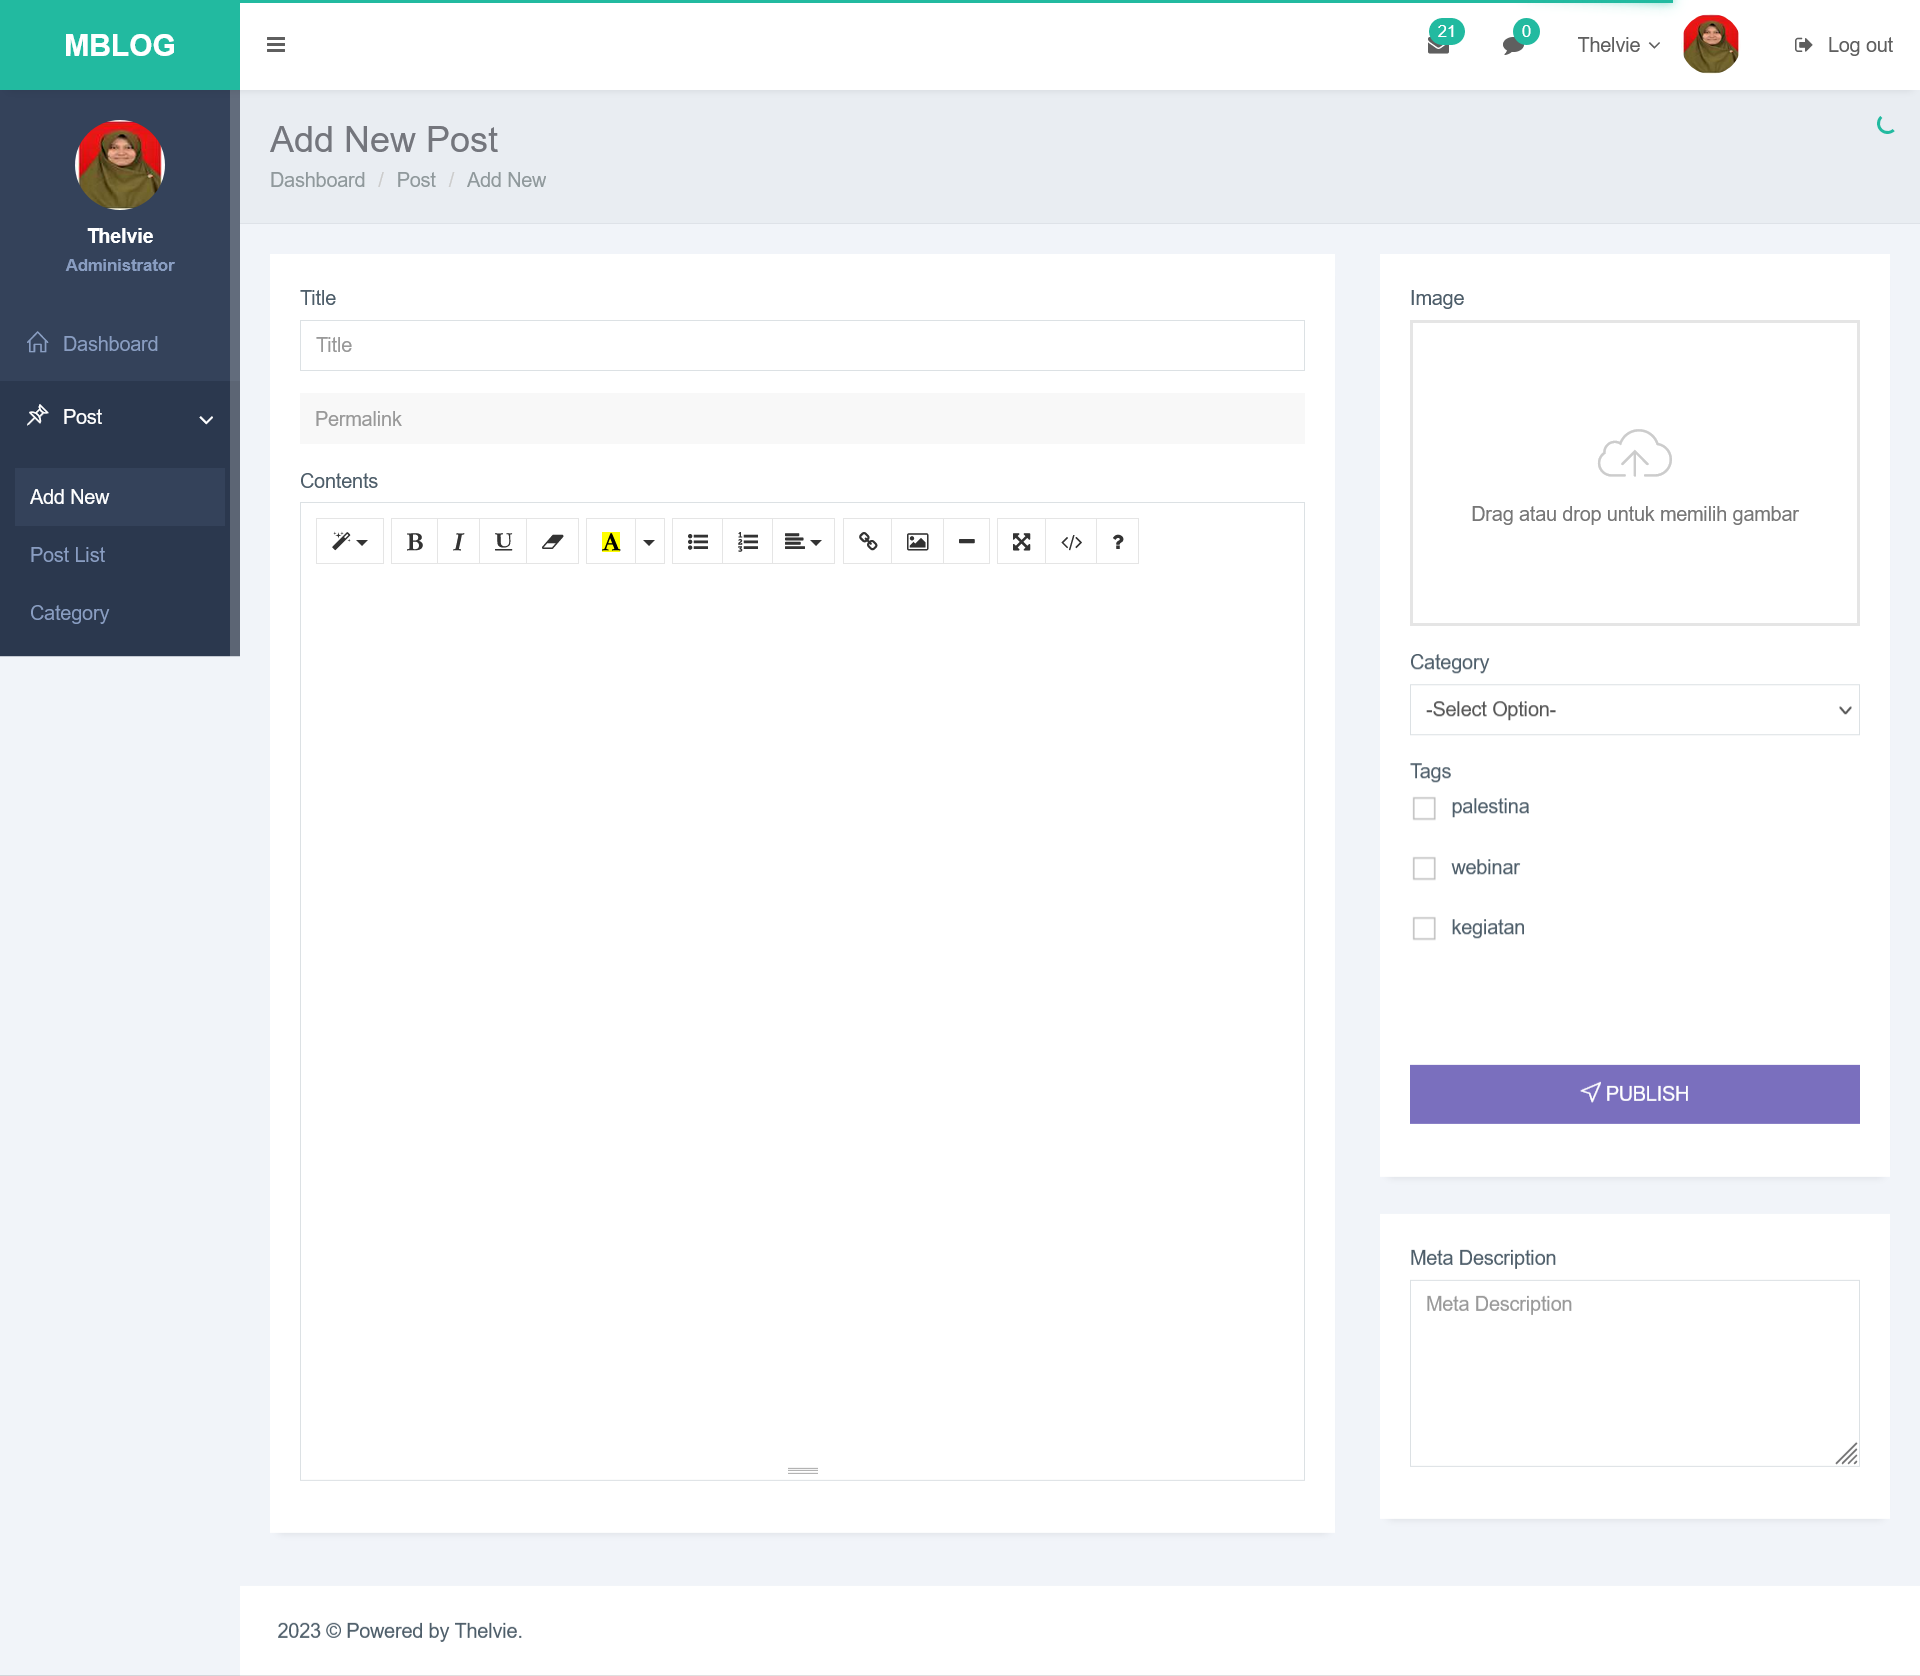 MBLOG
21
0
Thelvie
Log out
Thelvie
Administrator
Dashboard
Post
Add New
Post List
Category
Add New Post
Dashboard / Post / Add New
Title
Title
Permalink
Contents
B I U A </> ?
Image
Drag atau drop untuk memilih gambar
Category
-Select Option-
Tags
palestina
webinar
kegiatan
PUBLISH
Meta Description
Meta Description
2023 © Powered by Thelvie.